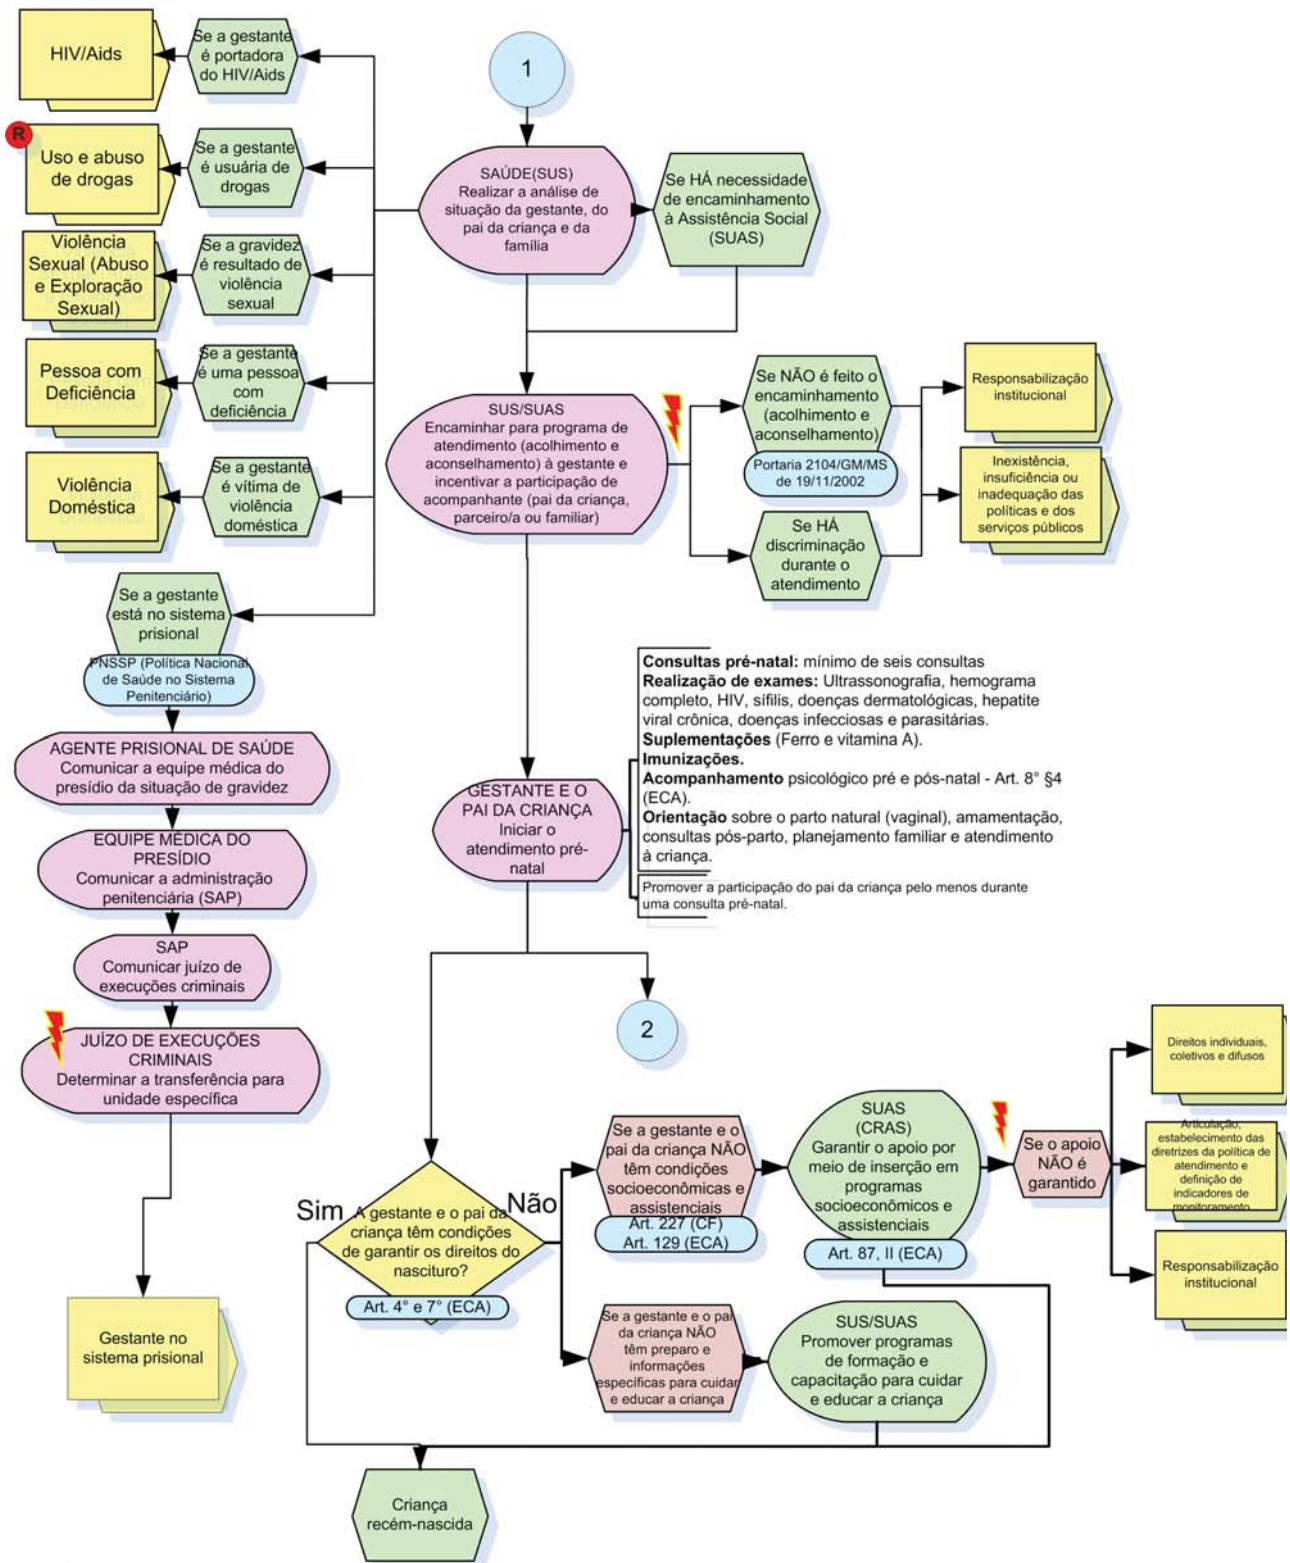 1
HIV/Aids
Se a gestante
é portadora
do HIV/Aids
R
Uso e abuso
de drogas
Se a gestante
é usuária de
drogas
SAÚDE(SUS)
Realizar a análise de
situação da gestante, do
pai da criança e da
família
Se HÁ necessidade
de encaminhamento
à Assistência Social
(SUAS)
Violência
Sexual (Abuso
e Exploração
Sexual)
Se a gravidez
é resultado de
violência
sexual
Pessoa com
Deficiência
Se a gestante
é uma pessoa
com
deficiência
Violência
Doméstica
Se a gestante
é vítima de
violência
doméstica
SUS/SUAS
Encaminhar para programa de
atendimento (acolhimento e
aconselhamento) à gestante e
incentivar a participação de
acompanhante (pai da criança,
parceiro/a ou familiar)
Se NÃO é feito o
encaminhamento
(acolhimento e
aconselhamento)
Portaria 2104/GM/MS
de 19/11/2002
Se HÁ
discriminação
durante o
atendimento
Responsabilização
institucional
Inexistência,
insuficiência ou
inadequação das
políticas e dos
serviços públicos
Se a gestante
está no sistema
prisional
PNSSP (Política Nacional
de Saúde no Sistema
Penitenciário)
AGENTE PRISIONAL DE SAÚDE
Comunicar a equipe médica do
presídio da situação de gravidez
EQUIPE MÉDICA DO
PRESÍDIO
Comunicar a administração
penitenciária (SAP)
SAP
Comunicar juízo de
execuções criminais
JUÍZO DE EXECUÇÕES
CRIMINAIS
Determinar a transferência para
unidade específica
Gestante no
sistema prisional
GESTANTE E O
PAI DA CRIANÇA
Iniciar o
atendimento pré-
natal
Consultas pré-natal: mínimo de seis consultas
Realização de exames: Ultrassonografia, hemograma
completo, HIV, sífilis, doenças dermatológicas, hepatite
viral crônica, doenças infecciosas e parasitárias.
Suplementações (Ferro e vitamina A).
Imunizações.
Acompanhamento psicológico pré e pós-natal - Art. 8° §4
(ECA).
Orientação sobre o parto natural (vaginal), amamentação,
consultas pós-parto, planejamento familiar e atendimento
à criança.
Promover a participação do pai da criança pelo menos durante
uma consulta pré-natal.
2
Sim
Não
A gestante e o pai da
criança têm condições
de garantir os direitos do
nascituro?
Art. 4° e 7° (ECA)
Se a gestante e o
pai da criança NÃO
têm condições
socioeconômicas e
assistenciais
Art. 227 (CF)
Art. 129 (ECA)
SUAS
(CRAS)
Garantir o apoio por
meio de inserção em
programas
socioeconômicos e
assistenciais
Art. 87, II (ECA)
Se o apoio
NÃO é
garantido
Direitos individuais,
coletivos e difusos
Articulação,
estabelecimento das
diretrizes da política de
atendimento e
definição de
indicadores de
monitoramento
Responsabilização
institucional
Se a gestante e o pai
da criança NÃO
têm preparo e
informações
específicas para cuidar
e educar a criança
SUS/SUAS
Promover programas
de formação e
capacitação para cuidar
e educar a criança
Criança
recém-nascida